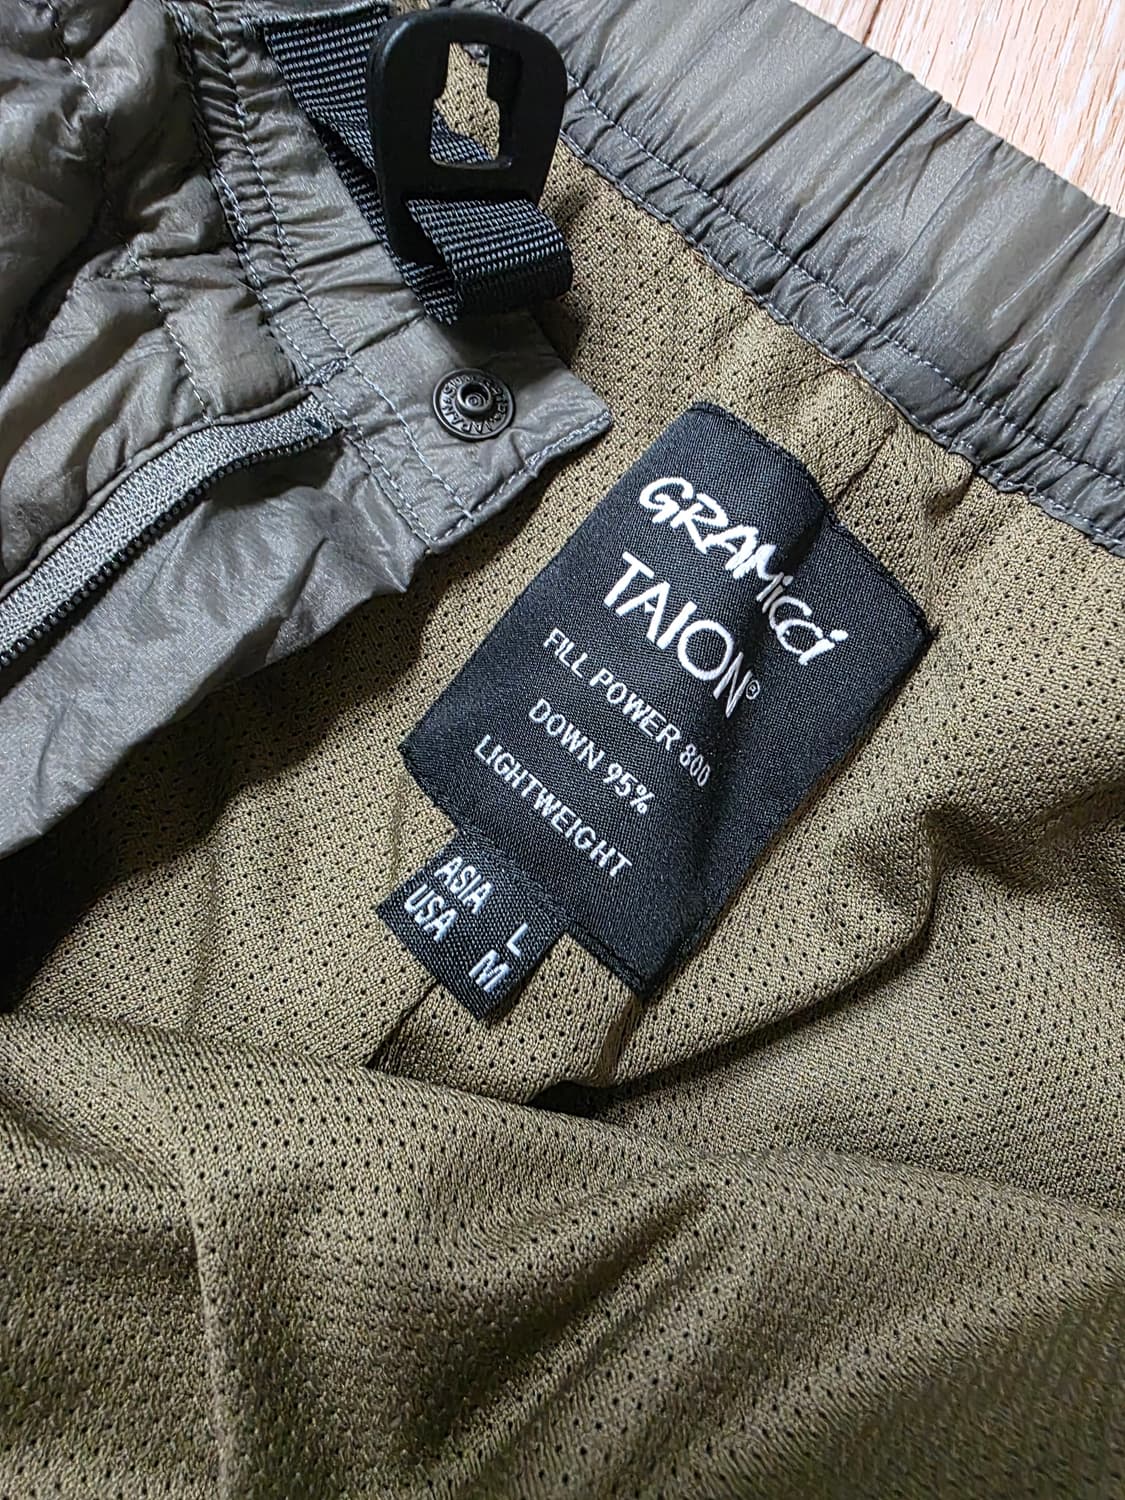 GRAMiCCi
TAION®
FILL POWER 800
DOWN 95%
LIGHTWEIGHT
ASIA L
USA M